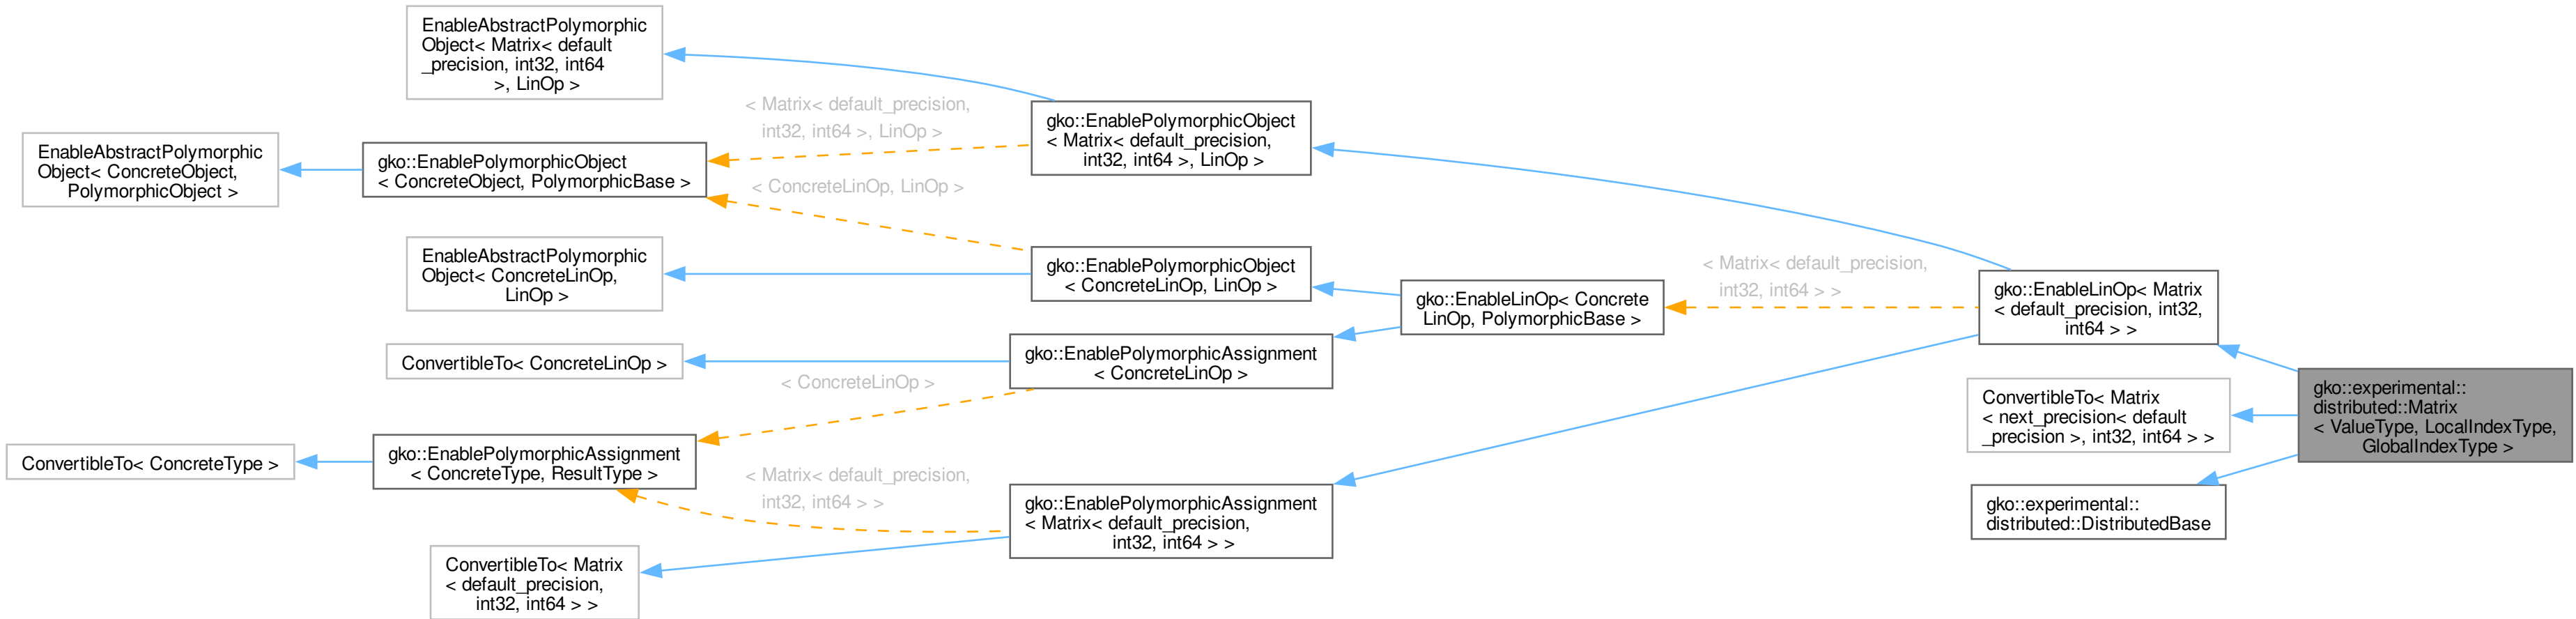 EnableAbstractPolymorphic
Object< Matrix< default
_precision, int32, int64
>, LinOp >
EnableAbstractPolymorphic
Object< ConcreteObject,
PolymorphicObject >
gko::EnablePolymorphicObject
< ConcreteObject, PolymorphicBase >
< Matrix< default_precision,
int32, int64 >, LinOp >
< ConcreteLinOp, LinOp >
gko::EnablePolymorphicObject
< Matrix< default_precision,
int32, int64 >, LinOp >
EnableAbstractPolymorphic
Object< ConcreteLinOp,
LinOp >
gko::EnablePolymorphicObject
< ConcreteLinOp, LinOp >
gko::EnableLinOp< Concrete
LinOp, PolymorphicBase >
< Matrix< default_precision,
int32, int64 > >
gko::EnableLinOp< Matrix
< default_precision, int32,
int64 > >
ConvertibleTo< ConcreteLinOp >
gko::EnablePolymorphicAssignment
< ConcreteLinOp >
< ConcreteLinOp >
ConvertibleTo< Matrix
< next_precision< default
_precision >, int32, int64 > >
gko::experimental::
distributed::Matrix
< ValueType, LocalIndexType,
GlobalIndexType >
ConvertibleTo< ConcreteType >
gko::EnablePolymorphicAssignment
< ConcreteType, ResultType >
< Matrix< default_precision,
int32, int64 > >
gko::EnablePolymorphicAssignment
< Matrix< default_precision,
int32, int64 > >
gko::experimental::
distributed::DistributedBase
ConvertibleTo< Matrix
< default_precision,
int32, int64 > >